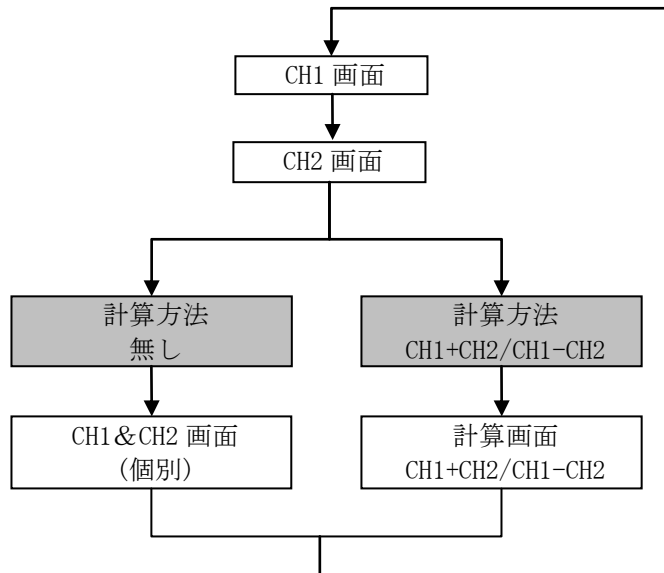 CH1 画面
CH2 画面
計算方法
無し
計算方法
CH1+CH2/CH1-CH2
CH1＆CH2 画面
(個別)
計算画面
CH1+CH2/CH1-CH2